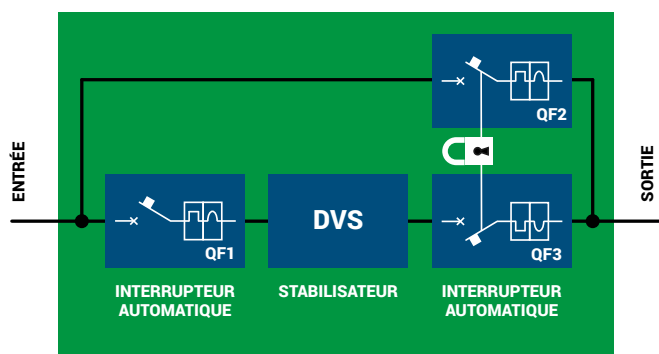 QF2
ENTRÉE
SORTIE
QF1
DVS
QF3
INTERRUPTEUR
AUTOMATIQUE
STABILISATEUR
INTERRUPTEUR
AUTOMATIQUE